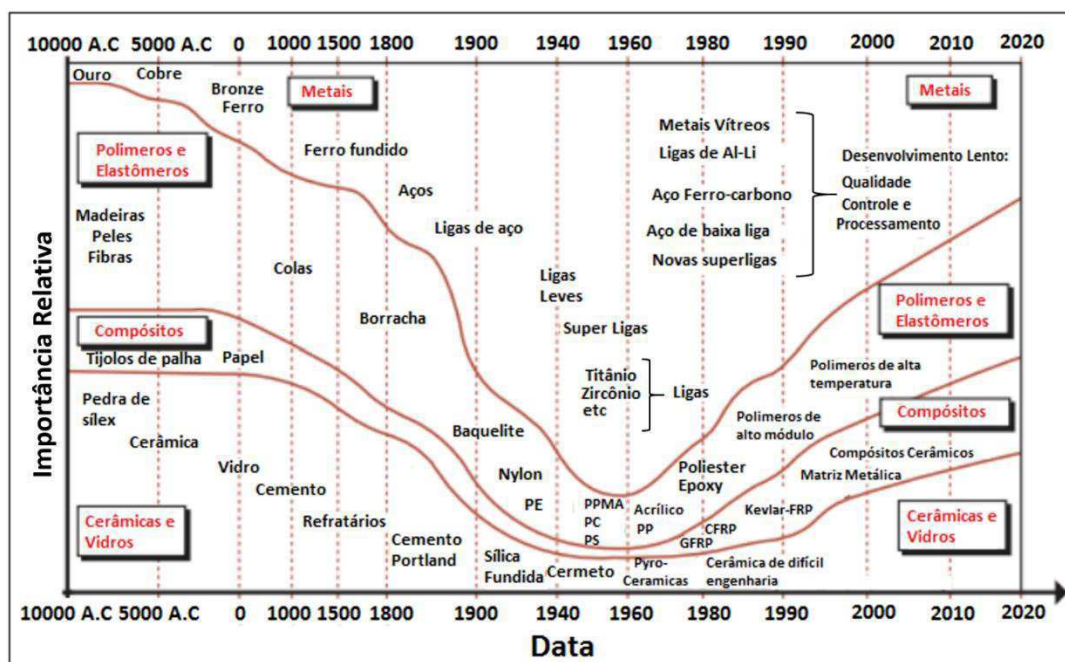 10000 A.C 5000 A.C 0 1000 1500 1800 1900 1940 1960 1980 1990 2000 2010 2020
Ouro
Cobre
Bronze
Ferro
Metais
Metais
Polimeros e
Elastômeros
Ferro fundido
Aços
Ligas de aço
Metais Vítreos
Ligas de Al-Li
Aço Ferro-carbono
Aço de baixa liga
Novas superligas
Desenvolvimento Lento:
Qualidade
Controle e
Processamento
Madeiras
Peles
Fibras
Colas
Borracha
Ligas
Leves
Super Ligas
Titânio
Zircônio
etc
Ligas
Polimeros e
Elastômeros
Compósitos
Tijolos de palha
Papel
Polimeros de alta
temperatura
Compósitos
Pedra de
sílex
Cerâmica
Vidro
Cemento
Refratários
Cemento
Portland
Baquelite
Nylon
PE
PPMA
PC
PS
Acrílico
PP
Poliester
Epoxy
Polimeros de
alto módulo
GFRP
CFRP
Kevlar-FRP
Compósitos Cerâmicos
Matriz Metálica
Cerâmicas e
Vidros
Sílica
Fundida
Cermeto
Pyro-
Ceramicas
Cerâmica de difícil
engenharia
Cerâmicas e
Vidros
Importância Relativa
10000 A.C 5000 A.C 0 1000 1500 1800 1900 1940 1960 1980 1990 2000 2010 2020
Data